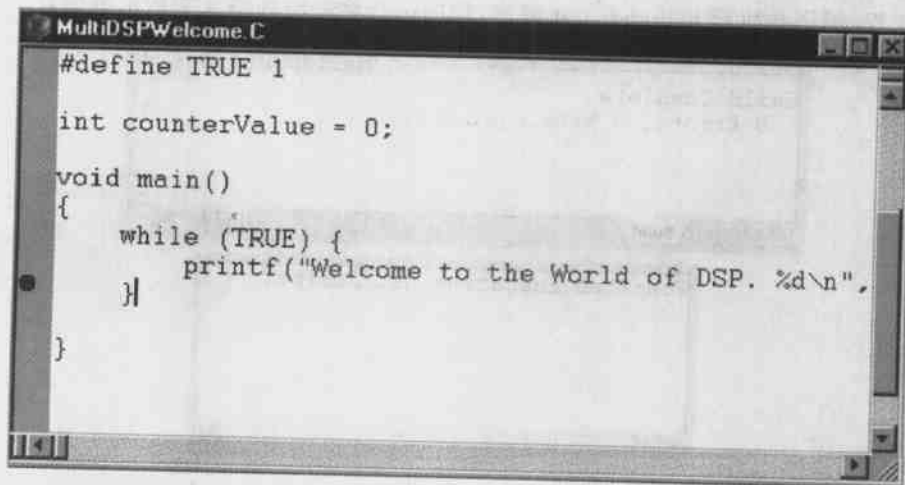 MultiDSPWelcome.C
#define TRUE 1
int counterValue = 0;
void main()
{
while (TRUE) {
printf("Welcome to the World of DSP. %d\n",
}
}